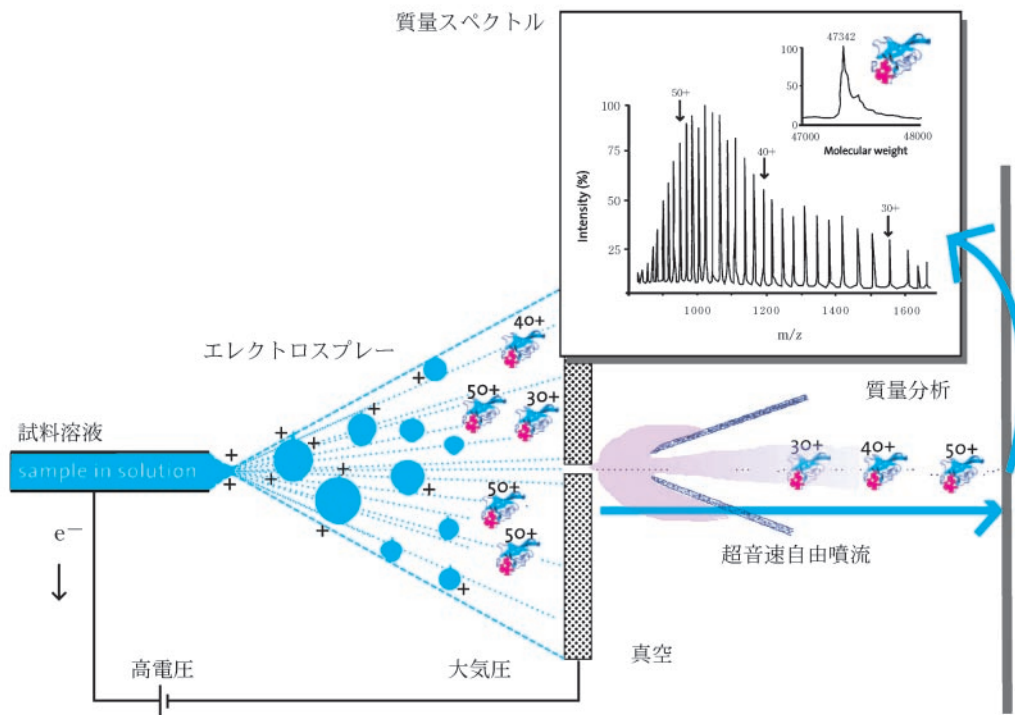 質量スペクトル
47342
100
50
0
47000
48000
Molecular weight
100
75
50
25
Intensity (%)
50+
40+
30+
1000
1200
1400
1600
m/z
エレクトロスプレー
40+
50+
30+
50+
50+
+
+
+
+
+
+
+
+
+
+
+
+
試料溶液
sample in solution
e−
高電圧
大気圧
真空
質量分析
30+
40+
50+
超音速自由噴流